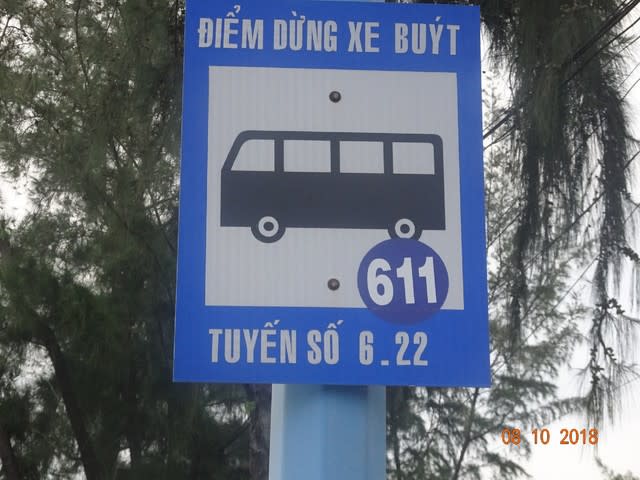 ĐIỂM DỪNG XE BUÝT
611
TUYẾN SỐ 6.22
08 10 2018